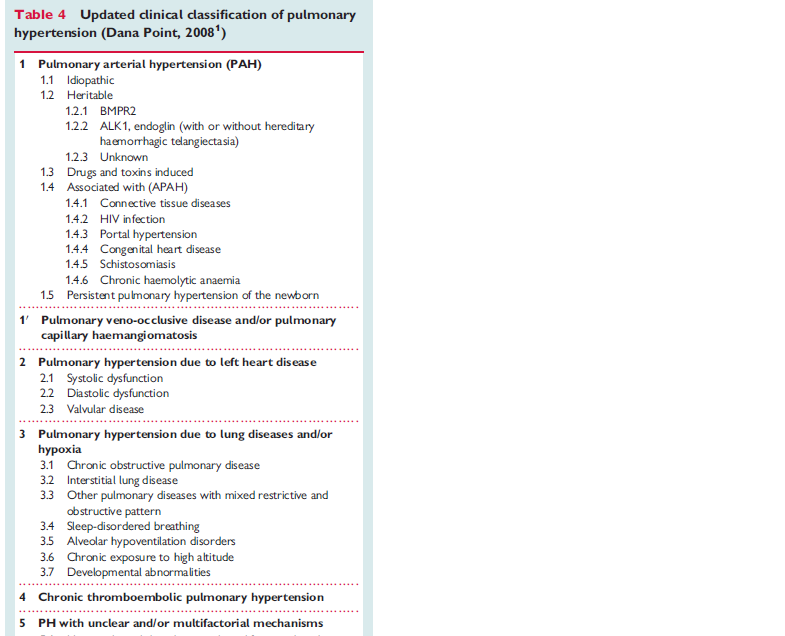 Table 4 Updated clinical classification of pulmonary
hypertension (Dana Point, 2008¹)
1 Pulmonary arterial hypertension (PAH)
1.1 Idiopathic
1.2 Heritable
1.2.1 BMPR2
1.2.2 ALK1, endoglin (with or without hereditary
haemorrhagic telangiectasia)
1.2.3 Unknown
1.3 Drugs and toxins induced
1.4 Associated with (APAH)
1.4.1 Connective tissue diseases
1.4.2 HIV infection
1.4.3 Portal hypertension
1.4.4 Congenital heart disease
1.4.5 Schistosomiasis
1.4.6 Chronic haemolytic anaemia
1.5 Persistent pulmonary hypertension of the newborn
1′ Pulmonary veno-occlusive disease and/or pulmonary
capillary haemangiomatosis
2 Pulmonary hypertension due to left heart disease
2.1 Systolic dysfunction
2.2 Diastolic dysfunction
2.3 Valvular disease
3 Pulmonary hypertension due to lung diseases and/or
hypoxia
3.1 Chronic obstructive pulmonary disease
3.2 Interstitial lung disease
3.3 Other pulmonary diseases with mixed restrictive and
obstructive pattern
3.4 Sleep-disordered breathing
3.5 Alveolar hypoventilation disorders
3.6 Chronic exposure to high altitude
3.7 Developmental abnormalities
4 Chronic thromboembolic pulmonary hypertension
5 PH with unclear and/or multifactorial mechanisms